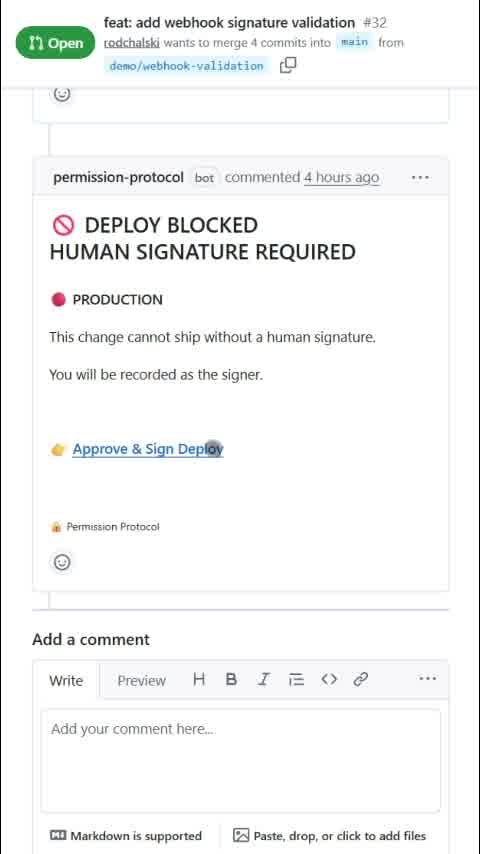 feat: add webhook signature validation #32
Open
rodchalski wants to merge 4 commits into main from
demo/webhook-validation
permission-protocol bot commented 4 hours ago
DEPLOY BLOCKED
HUMAN SIGNATURE REQUIRED
PRODUCTION
This change cannot ship without a human signature.
You will be recorded as the signer.
Approve & Sign Deploy
Permission Protocol
Add a comment
Write Preview H B I
Add your comment here...
Markdown is supported Paste, drop, or click to add files